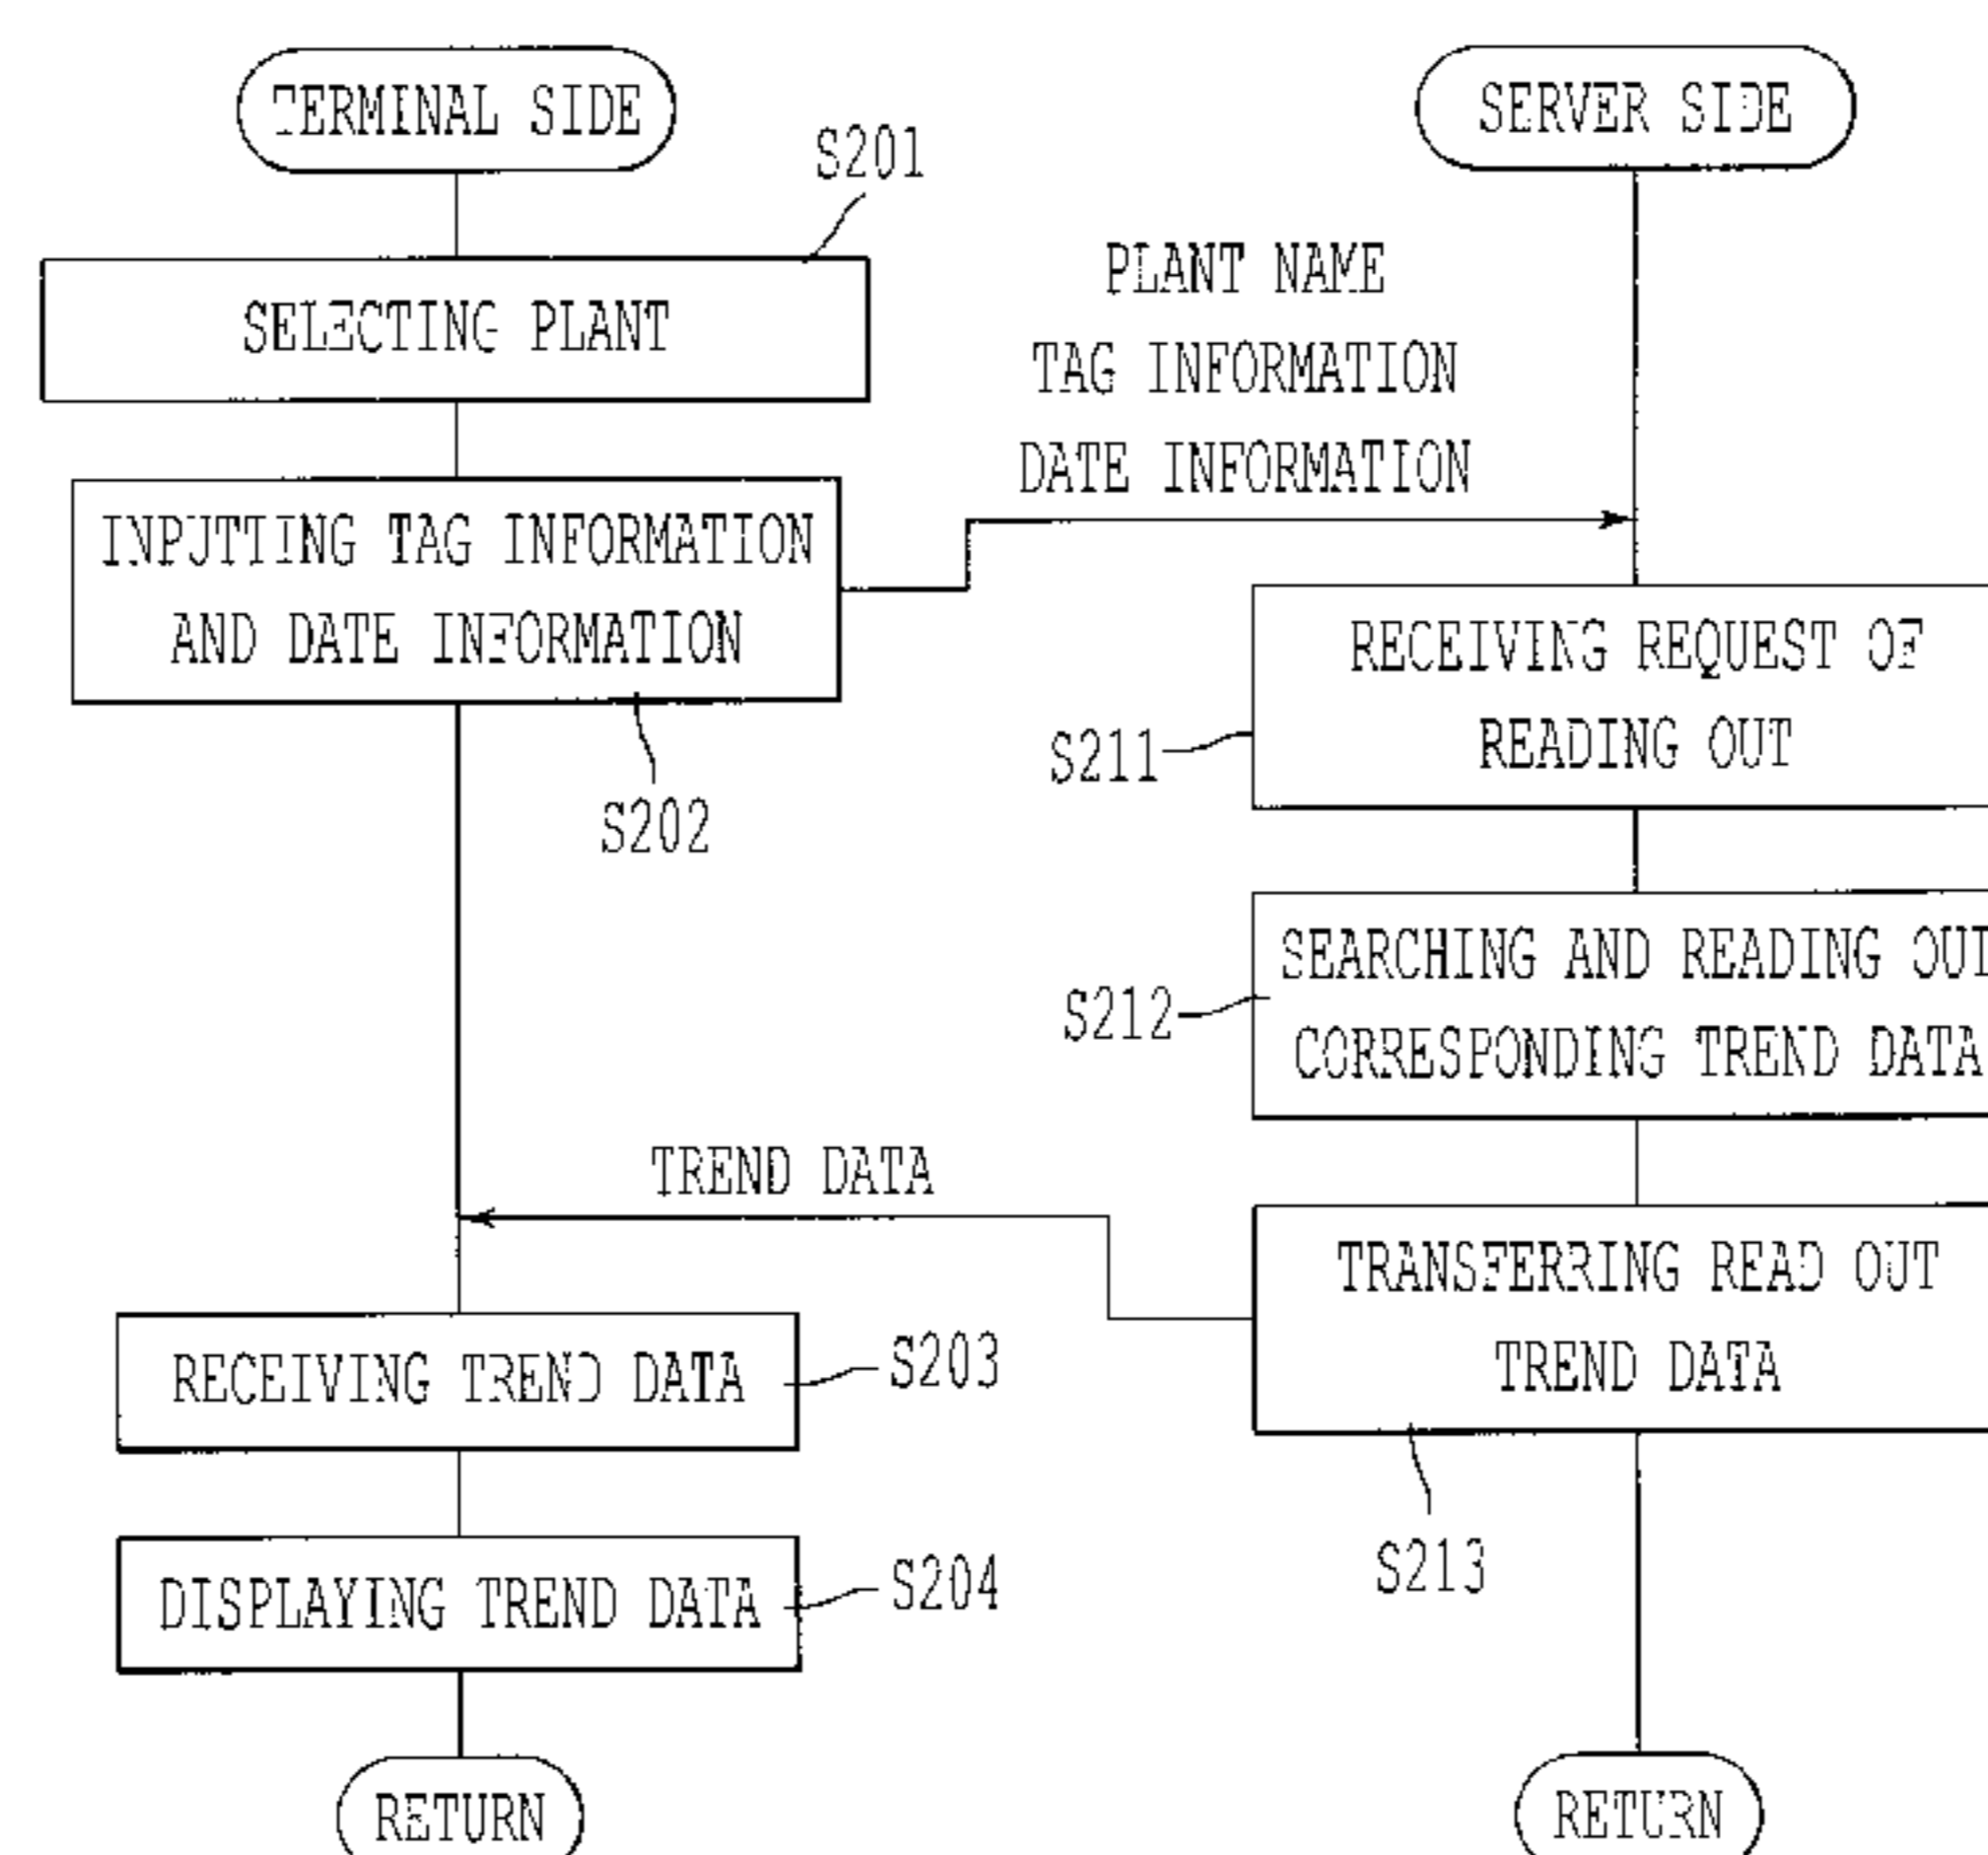 TERMINAL SIDE
SERVER SIDE
S201
SELECTING PLANT
PLANT NAME
TAG INFORMATION
DATE INFORMATION
INPUTTING TAG INFORMATION
AND DATE INFORMATION
S202
RECEIVING REQUEST OF
READING OUT
S211
SEARCHING AND READING OUT
CORRESPONDING TREND DATA
S212
TREND DATA
TRANSFERRING READ OUT
TREND DATA
S213
RECEIVING TREND DATA
S203
DISPLAYING TREND DATA
S204
RETURN
RETURN